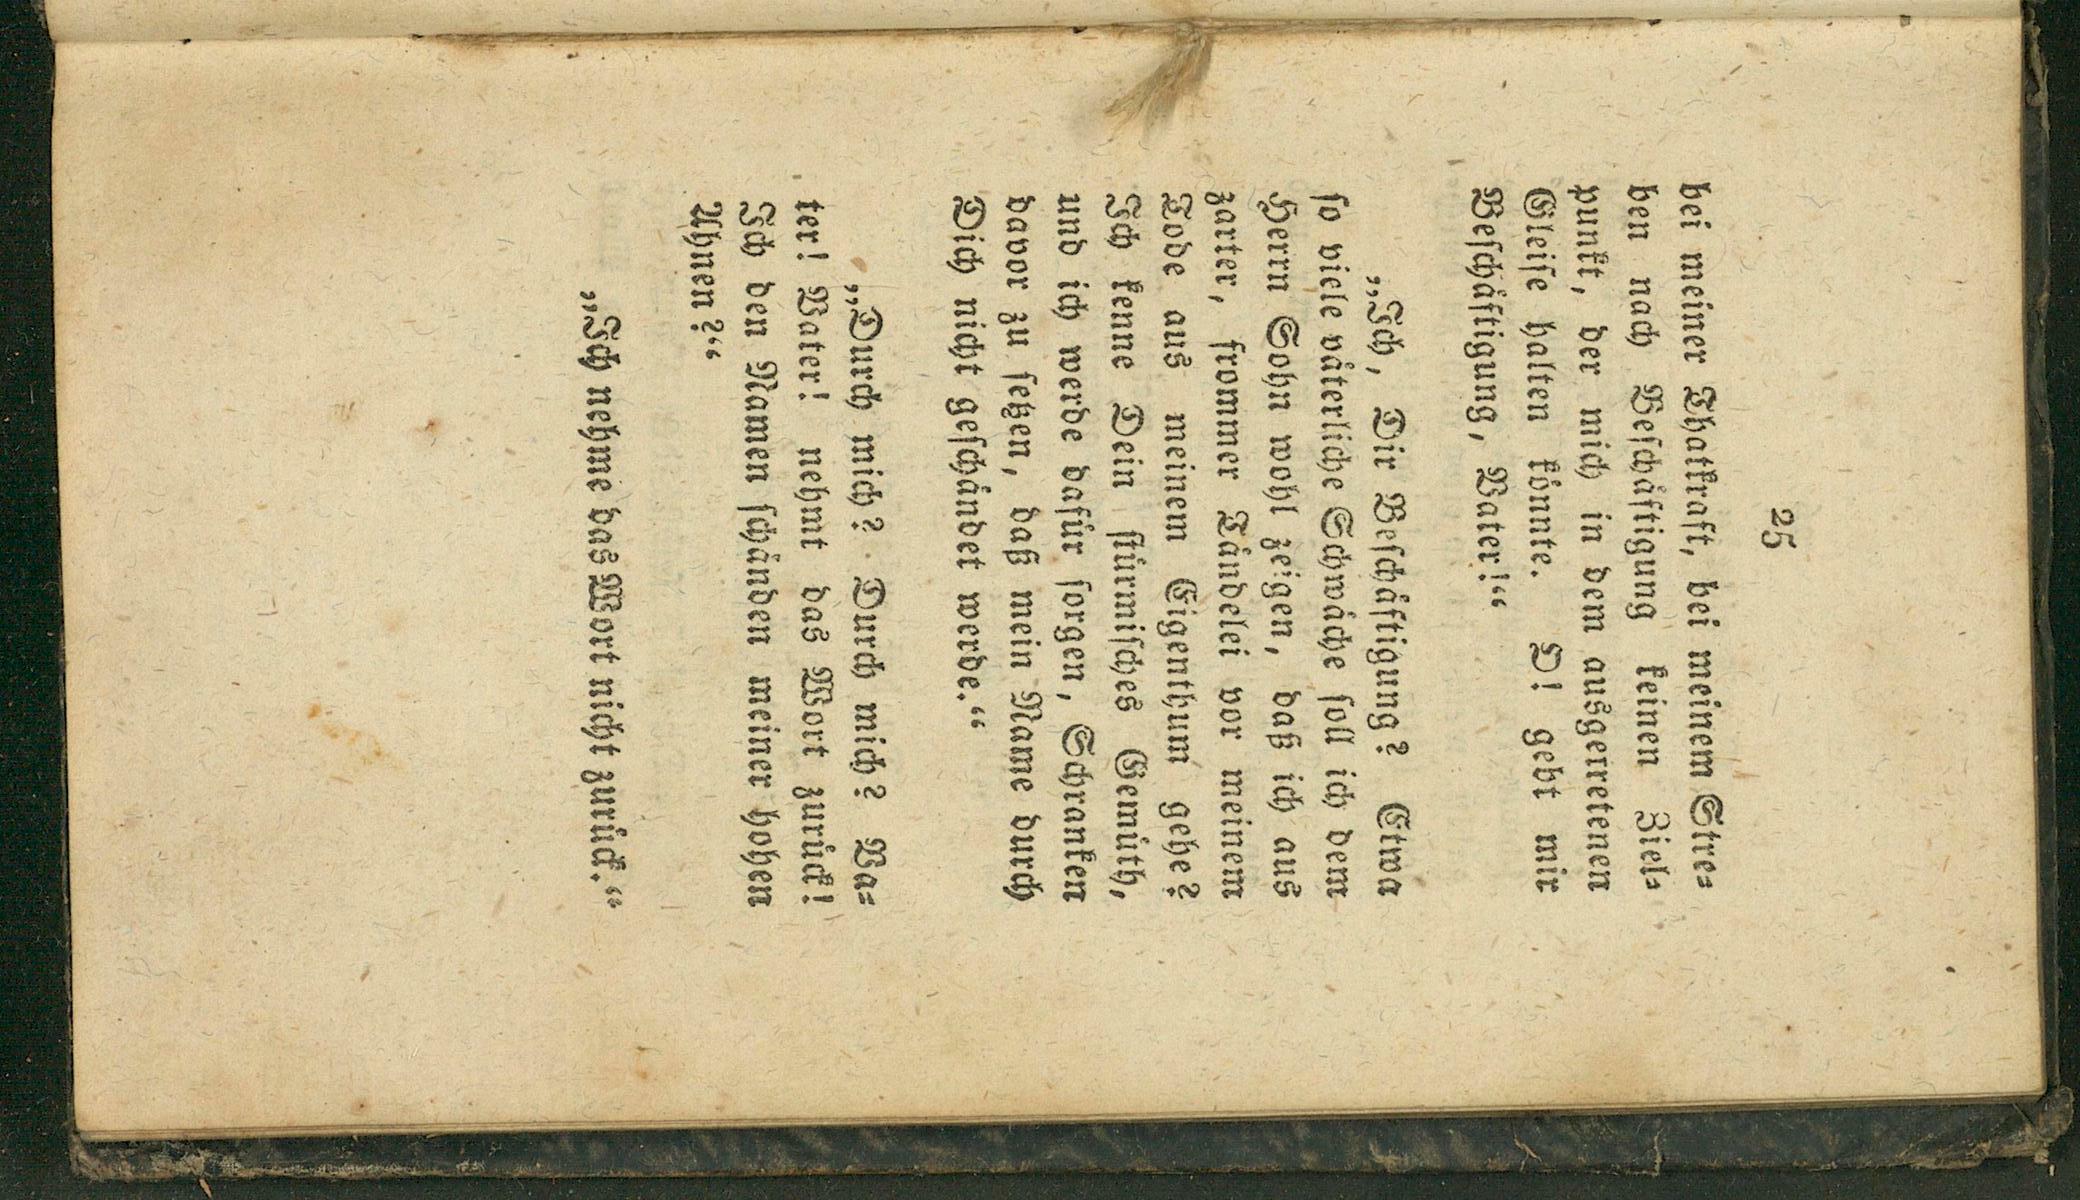 25
bei meiner Thatkraft, bei meinem Stre=
ben nach Beschäftigung keinen Ziel=
punkt, der mich in dem ausgetretenen
Gleise halten könnte. O! gebt mir
Beschäftigung, Vater!“
„Ich, Dir Beschäftigung? Etwa
so viele väterliche Schwäche soll ich dem
Herrn Sohn wohl zeigen, daß ich aus
zarter, frommer Tändelei vor meinem
Tode aus meinem Eigenthum gehe?
Ich kenne Dein stürmisches Gemüth,
und ich werde dafür sorgen, Schranken
davor zu setzen, daß mein Name durch
Dich nicht geschändet werde.“
„Durch mich? Durch mich? Va=
ter! Vater! nehmt das Wort zurück!
Ich den Namen schänden meiner hohen
Ahnen?“
„Ich nehme das Wort nicht zurück.“